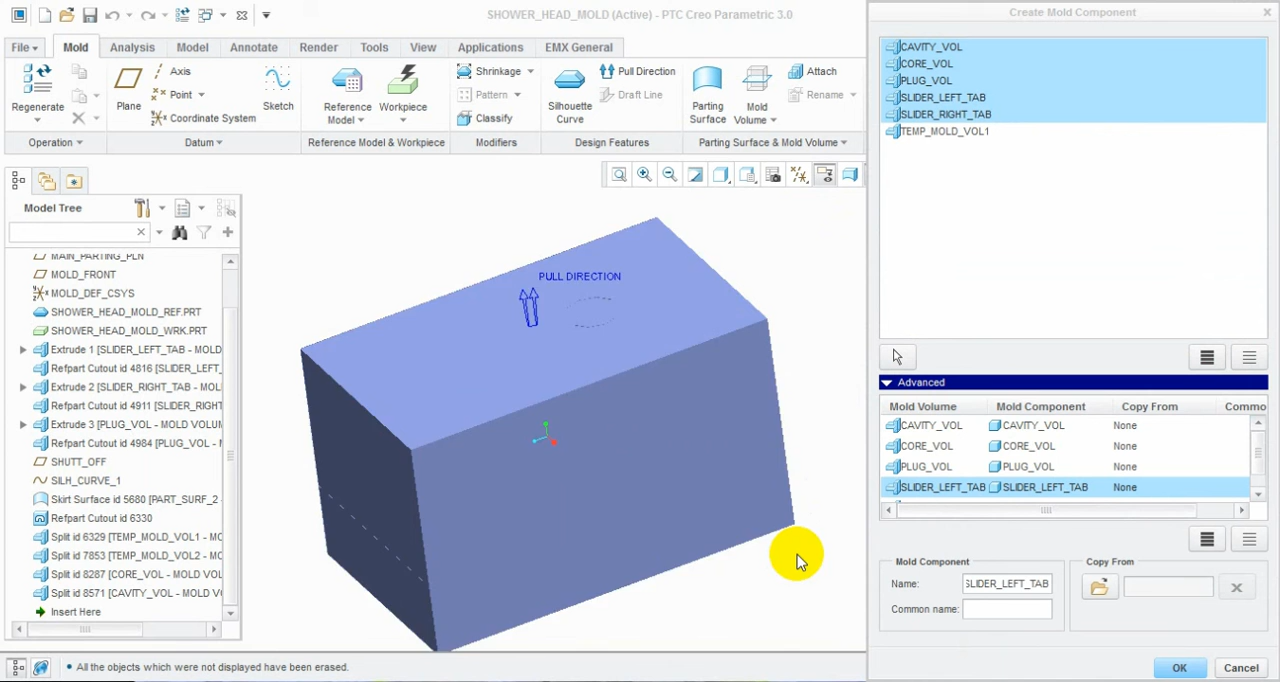 SHOWER_HEAD_MOLD (Active) - PTC Creo Parametric 3.0
Create Mold Component
File
Mold
Analysis
Model
Annotate
Render
Tools
View
Applications
EMX General
Regenerate
Operation
Plane
Axis
Point
Coordinate System
Sketch
Datum
Reference Model
Workpiece
Reference Model & Workpiece
Shrinkage
Pattern
Classify
Modifiers
Silhouette Curve
Pull Direction
Draft Line
Design Features
Parting Surface
Mold Volume
Attach
Rename
Parting Surface & Mold Volume
Model Tree
MAIN_PARTING_PLN
MOLD_FRONT
MOLD_DEF_CSYS
SHOWER_HEAD_MOLD_REF.PRT
SHOWER_HEAD_MOLD_WRK.PRT
Extrude 1 [SLIDER_LEFT_TAB - MOLD
Refpart Cutout id 4816 [SLIDER_LEFT_
Extrude 2 [SLIDER_RIGHT_TAB - MOL
Refpart Cutout id 4911 [SLIDER_RIGHT
Extrude 3 [PLUG_VOL - MOLD VOLUM
Refpart Cutout id 4984 [PLUG_VOL - M
SHUTT_OFF
SILH_CURVE_1
Skirt Surface id 5680 [PART_SURF_2 -
Refpart Cutout id 6330
Split id 6329 [TEMP_MOLD_VOL1 - MOLD
Split id 7853 [TEMP_MOLD_VOL2 - MOLD
Split id 8287 [CORE_VOL - MOLD VOL
Split id 8571 [CAVITY_VOL - MOLD V
Insert Here
PULL DIRECTION
All the objects which were not displayed have been erased.
CAVITY_VOL
CORE_VOL
PLUG_VOL
SLIDER_LEFT_TAB
SLIDER_RIGHT_TAB
TEMP_MOLD_VOL1
Advanced
Mold Volume Mold Component Copy From Commo
CAVITY_VOL CAVITY_VOL None
CORE_VOL CORE_VOL None
PLUG_VOL PLUG_VOL None
SLIDER_LEFT_TAB SLIDER_LEFT_TAB None
Mold Component
Name: SLIDER_LEFT_TAB
Common name:
Copy From
OK Cancel